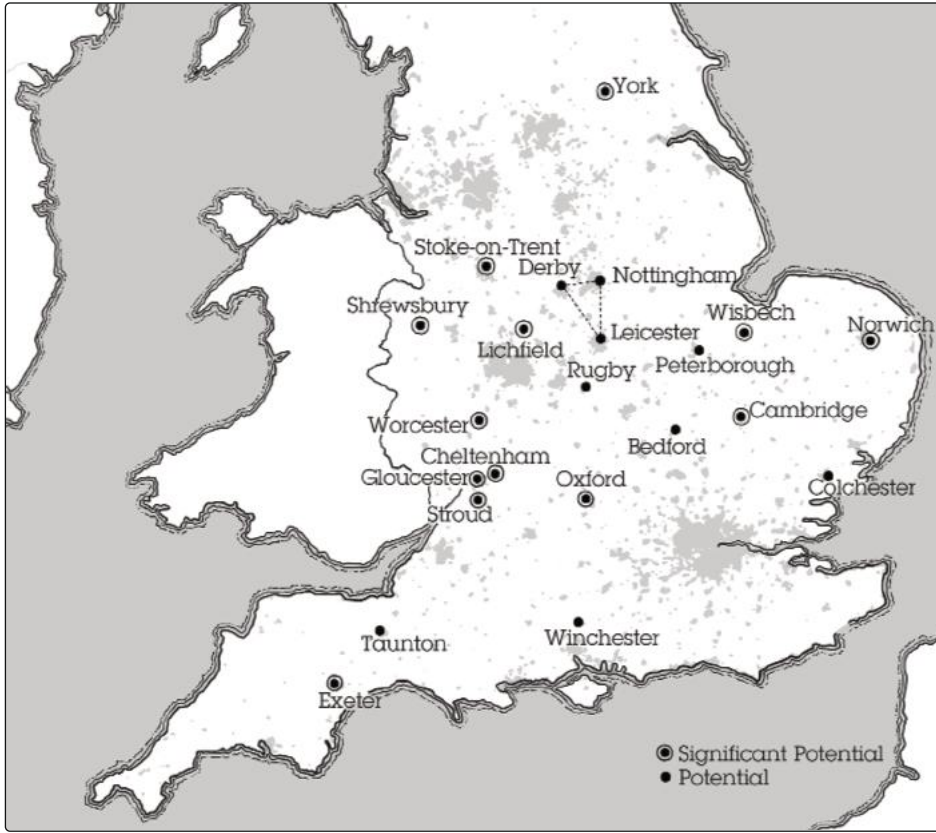 York
Stoke-on-Trent
Derby
Nottingham
Shrewsbury
Wisbech
Norwich
Lichfield
Leicester
Rugby
Peterborough
Worcester
Cambridge
Bedford
Cheltenham
Gloucester
Oxford
Colchester
Stroud
Taunton
Winchester
Exeter
Significant Potential
Potential